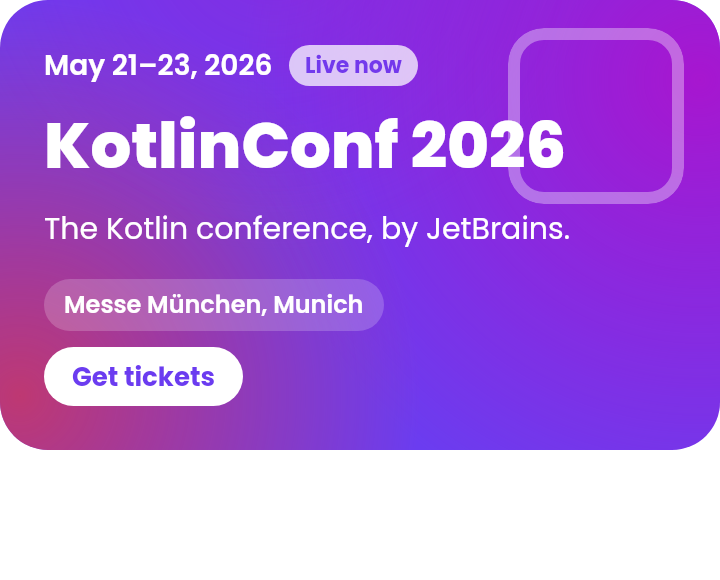 May 21–23, 2026 Live now
KotlinConf 2026
The Kotlin conference, by JetBrains.
Messe München, Munich
Get tickets